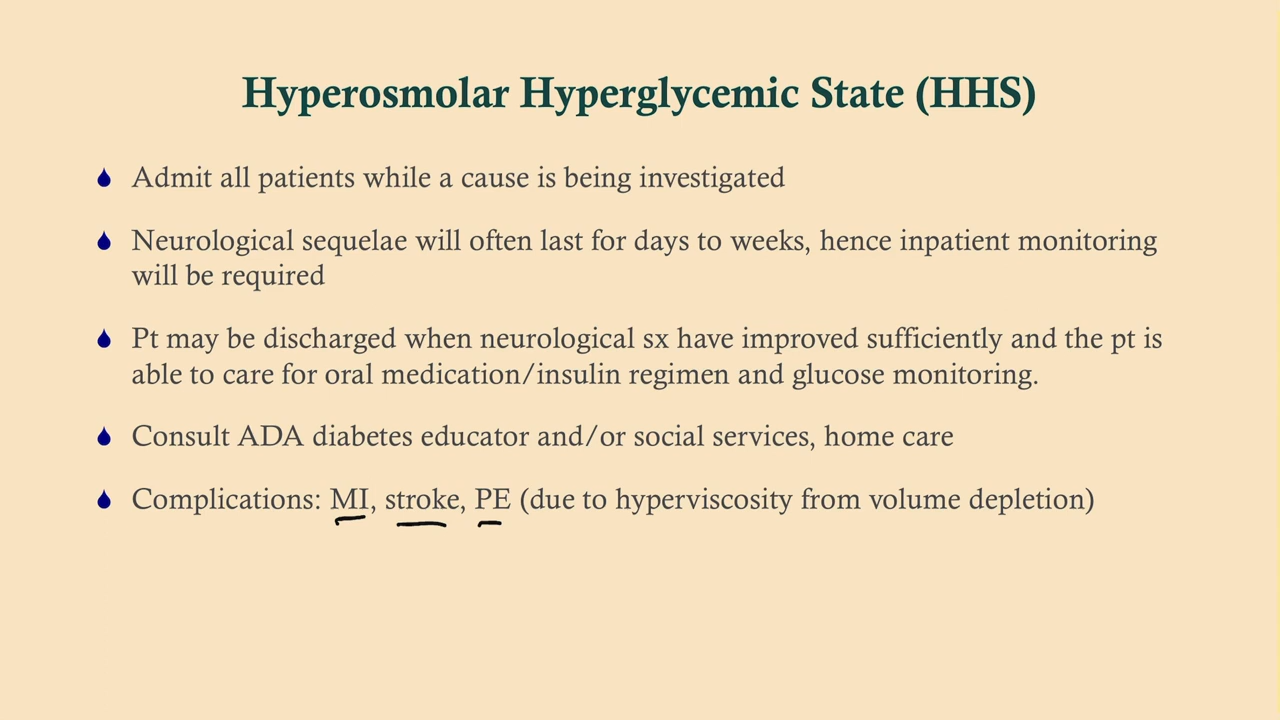 Hyperosmolar Hyperglycemic State (HHS)
Admit all patients while a cause is being investigated
Neurological sequelae will often last for days to weeks, hence inpatient monitoring
will be required
Pt may be discharged when neurological sx have improved sufficiently and the pt is
able to care for oral medication/insulin regimen and glucose monitoring.
Consult ADA diabetes educator and/or social services, home care
Complications: MI, stroke, PE (due to hyperviscosity from volume depletion)